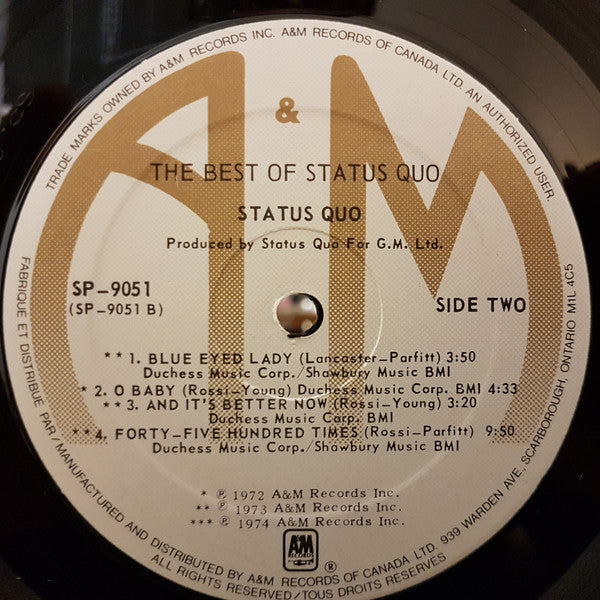 TRADE MARKS OWNED BY A&M RECORDS INC. A&M RECORDS OF CANADA LTD. AN AUTHORIZED USER.
&
THE BEST OF STATUS QUO
STATUS QUO
Produced by Status Quo For G.M. Ltd.
SP-9051
(SP-9051 B)
SIDE TWO
**1. BLUE EYED LADY (Lancaster-Parfitt) 3:50
Duchess Music Corp./Shawbury Music BMI
*2. O BABY (Rossi-Young) Duchess Music Corp. BMI 4:33
**3. AND IT'S BETTER NOW (Rossi-Young) 3:20
Duchess Music Corp. BMI
**4. FORTY-FIVE HUNDRED TIMES (Rossi-Parfitt) 9:50
Duchess Music Corp./Shawbury Music BMI
* ℗ 1972 A&M Records Inc.
** ℗ 1973 A&M Records Inc.
*** ℗ 1974 A&M Records Inc.
A&M
RECORDS
®
FABRIQUE ET DISTRIBUE PAR/MANUFACTURED AND DISTRIBUTED BY A&M RECORDS OF CANADA LTD. 939 WARDEN AVE., SCARBOROUGH, ONTARIO M1L 4C5
ALL RIGHTS RESERVED/TOUS DROITS RESERVES